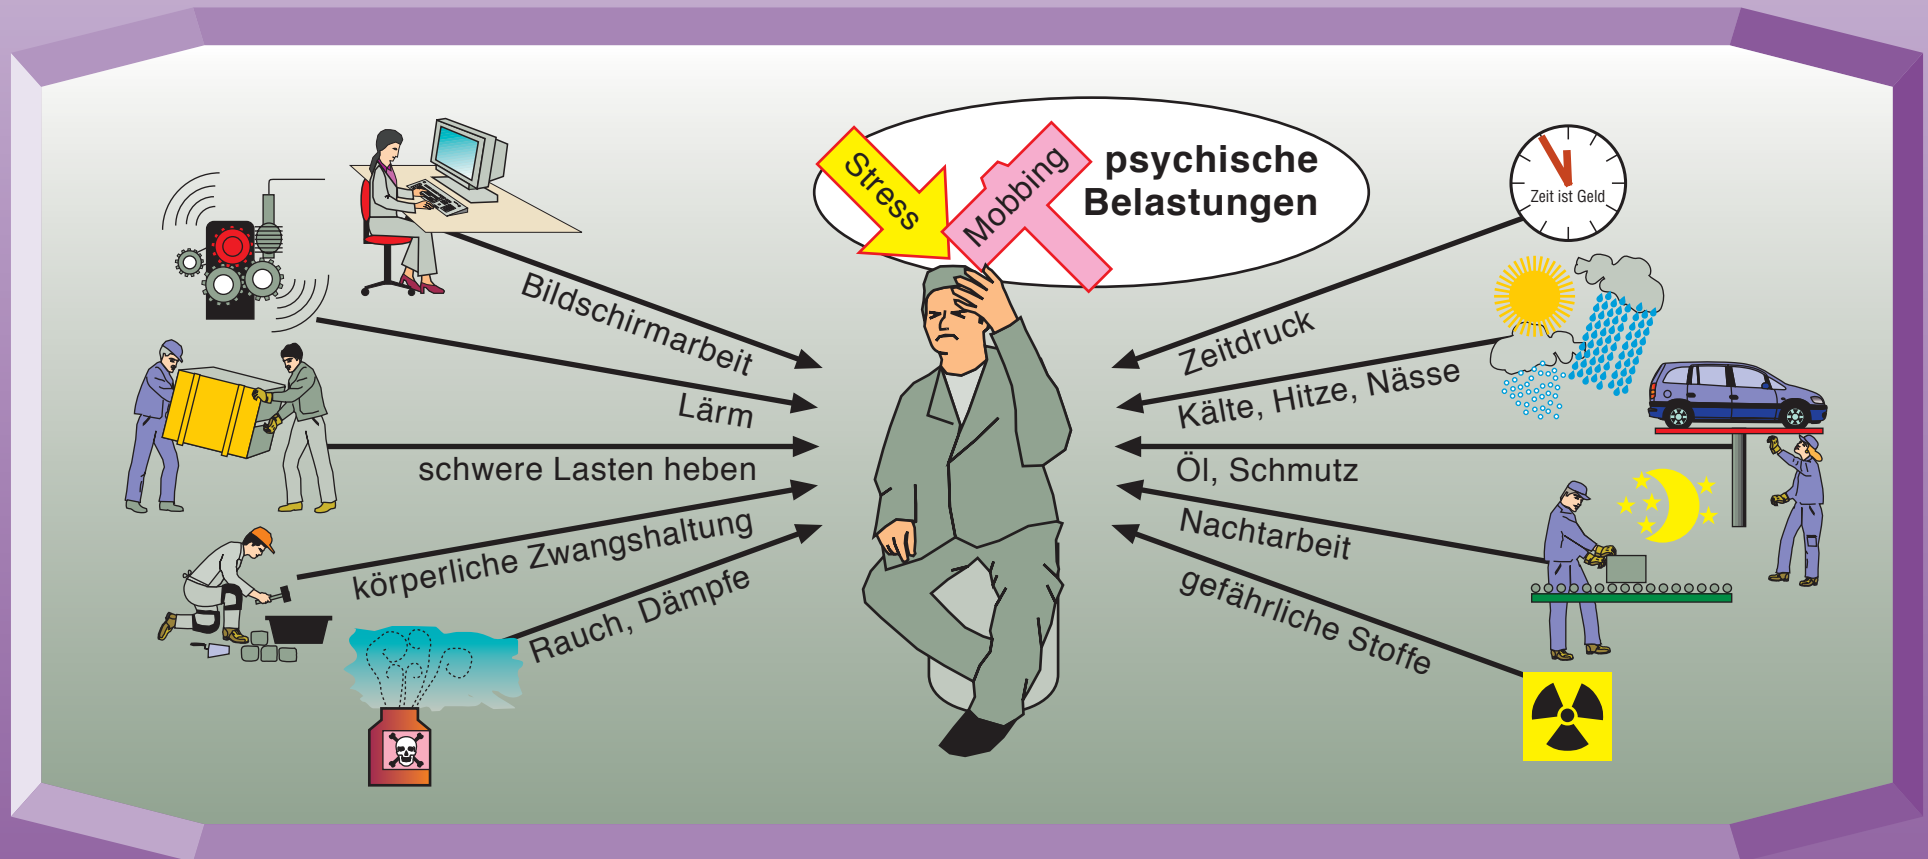 Stress
Mobbing
psychische
Belastungen
Zeit ist Geld
Bildschirmarbeit
Lärm
schwere Lasten heben
körperliche Zwangshaltung
Rauch, Dämpfe
Zeitdruck
Kälte, Hitze, Nässe
Öl, Schmutz
Nachtarbeit
gefährliche Stoffe